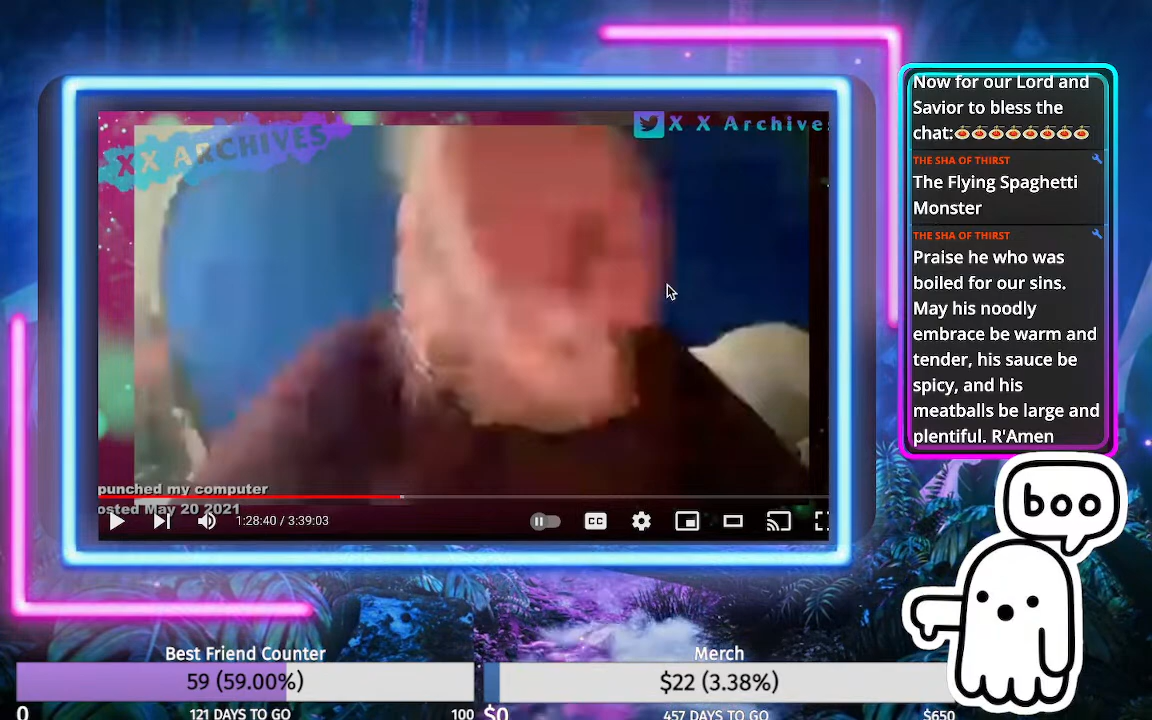 XX ARCHIVES
X X Archive
punched my computer
osted May 20 2021
1:28:40 / 3:39:03
CC
Now for our Lord and
Savior to bless the
chat:🍝🍝🍝🍝🍝🍝🍝🍝
THE SHA OF THIRST
The Flying Spaghetti
Monster
THE SHA OF THIRST
Praise he who was
boiled for our sins.
May his noodly
embrace be warm and
tender, his sauce be
spicy, and his
meatballs be large and
plentiful. R'Amen
boo
Best Friend Counter
59 (59.00%)
0 121 DAYS TO GO 100
Merch
$22 (3.38%)
$0 457 DAYS TO GO $650